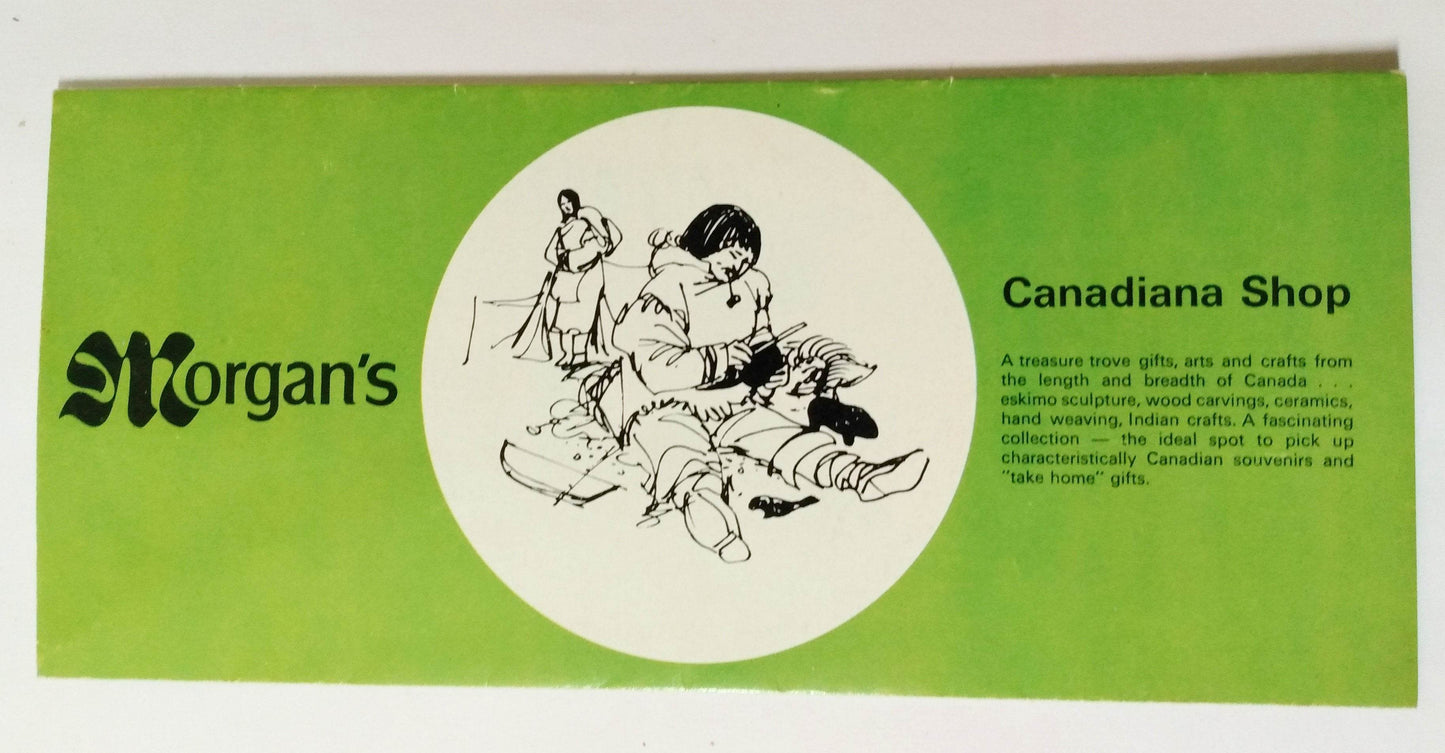 Morgan's
Canadiana Shop
A treasure trove gifts, arts and crafts from
the length and breadth of Canada . . .
eskimo sculpture, wood carvings, ceramics,
hand weaving, Indian crafts. A fascinating
collection — the ideal spot to pick up
characteristically Canadian souvenirs and
"take home" gifts.